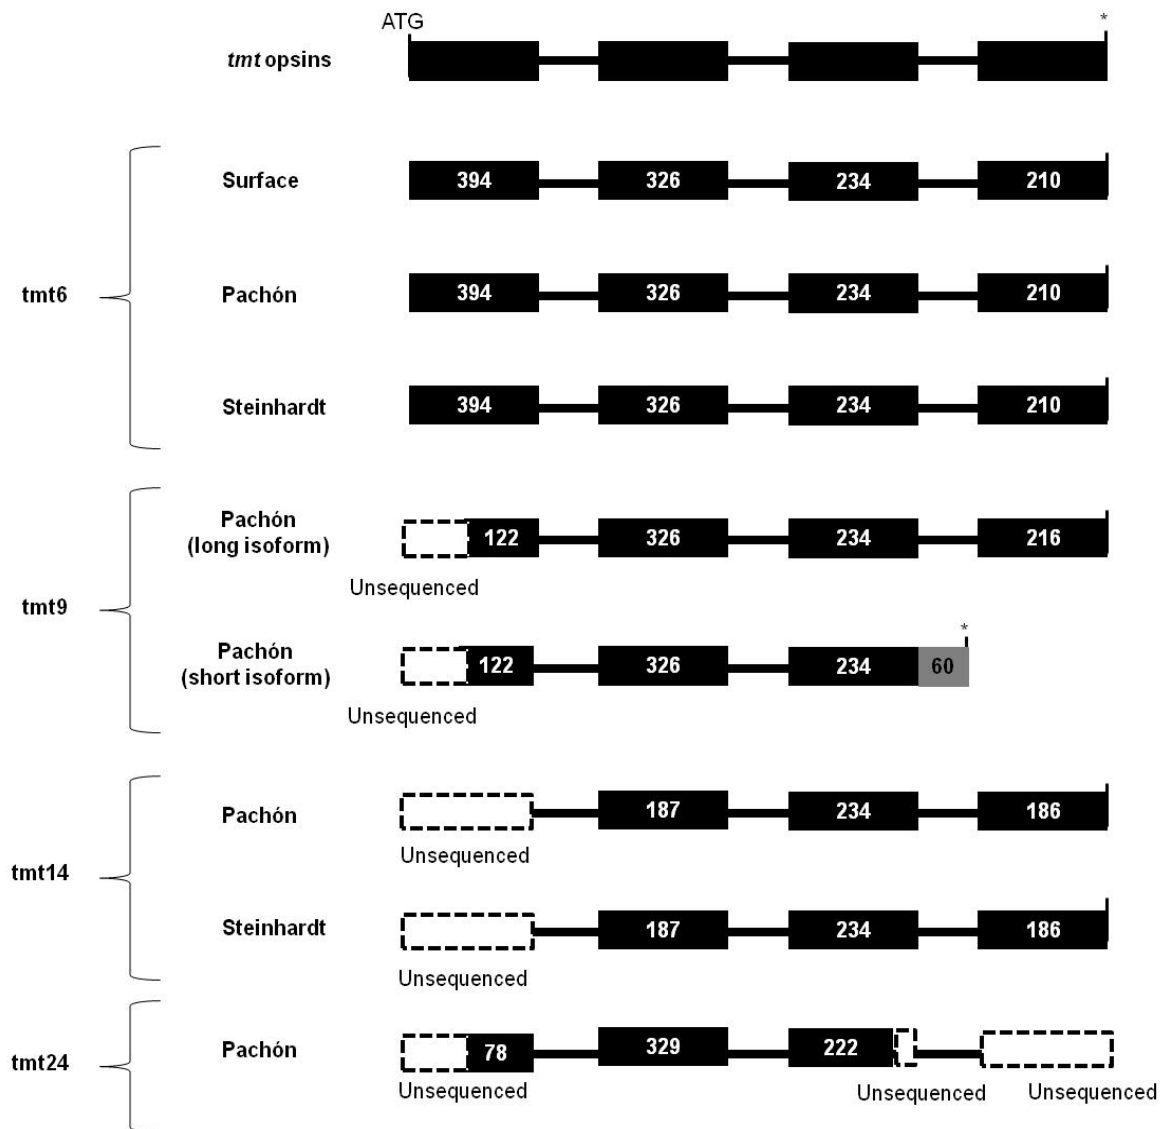 ATG
*
tmt opsins
Surface
394 326 234 210
tmt6
Pachón
394 326 234 210
Steinhardt
394 326 234 210
Pachón
(long isoform)
122 326 234 216
Unsequenced
tmt9
*
Pachón
(short isoform)
122 326 234 60
Unsequenced
Pachón
187 234 186
Unsequenced
tmt14
Steinhardt
187 234 186
Unsequenced
tmt24
Pachón
78 329 222
Unsequenced Unsequenced Unsequenced